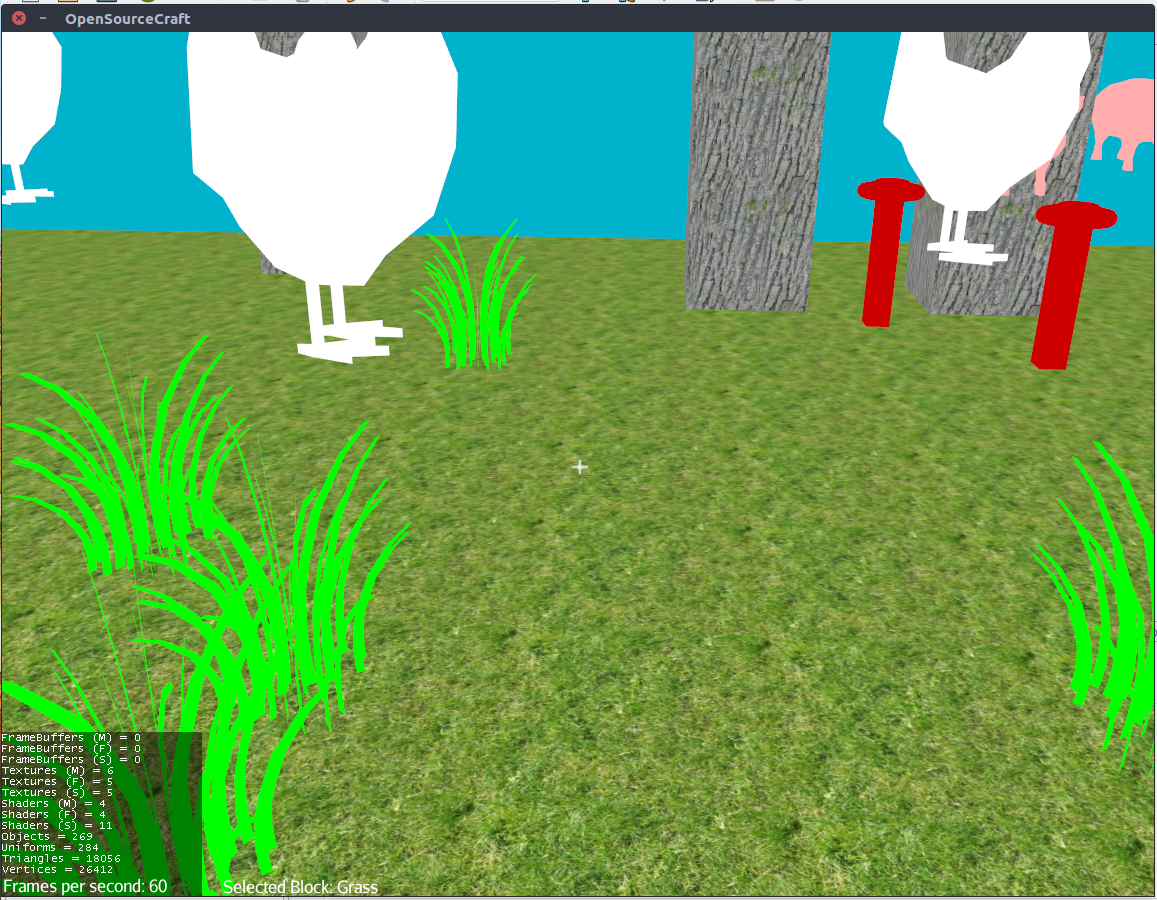 OpenSourceCraft
FrameBuffers (M) = 0
FrameBuffers (F) = 0
FrameBuffers (S) = 0
Textures (M) = 6
Textures (F) = 5
Textures (S) = 5
Shaders (M) = 4
Shaders (F) = 4
Shaders (S) = 11
Objects = 269
Uniforms = 284
Triangles = 18056
Vertices = 26412
Frames per second: 60
Selected Block: Grass